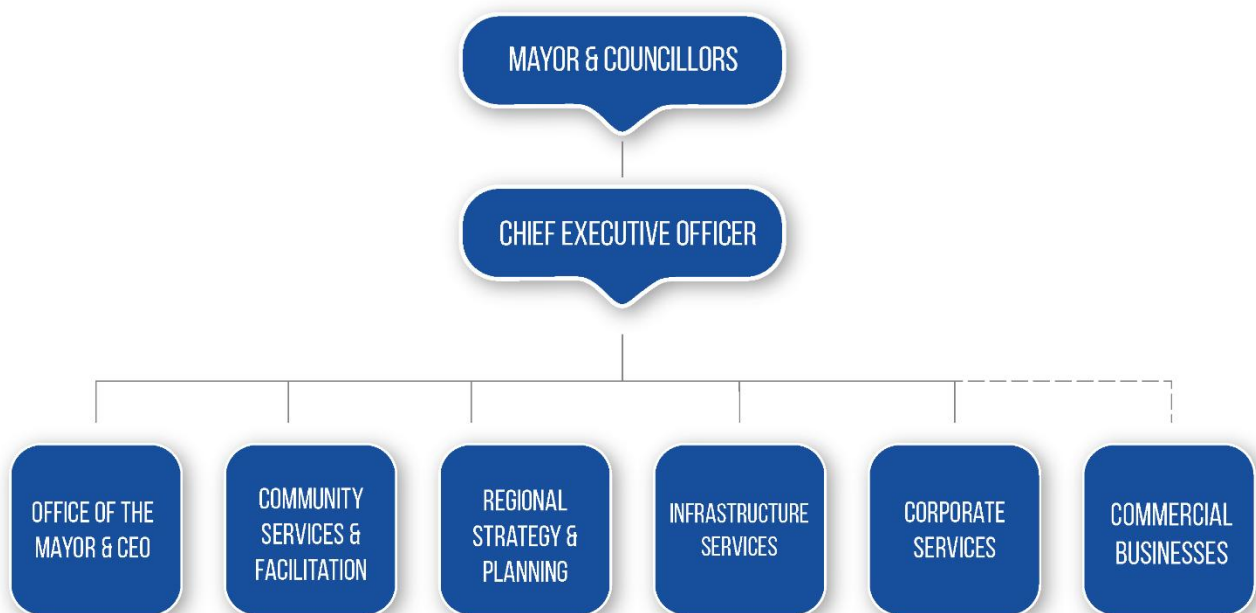 MAYOR & COUNCILLORS
CHIEF EXECUTIVE OFFICER
OFFICE OF THE
MAYOR & CEO
COMMUNITY
SERVICES &
FACILITATION
REGIONAL
STRATEGY &
PLANNING
INFRASTRUCTURE
SERVICES
CORPORATE
SERVICES
COMMERCIAL
BUSINESSES